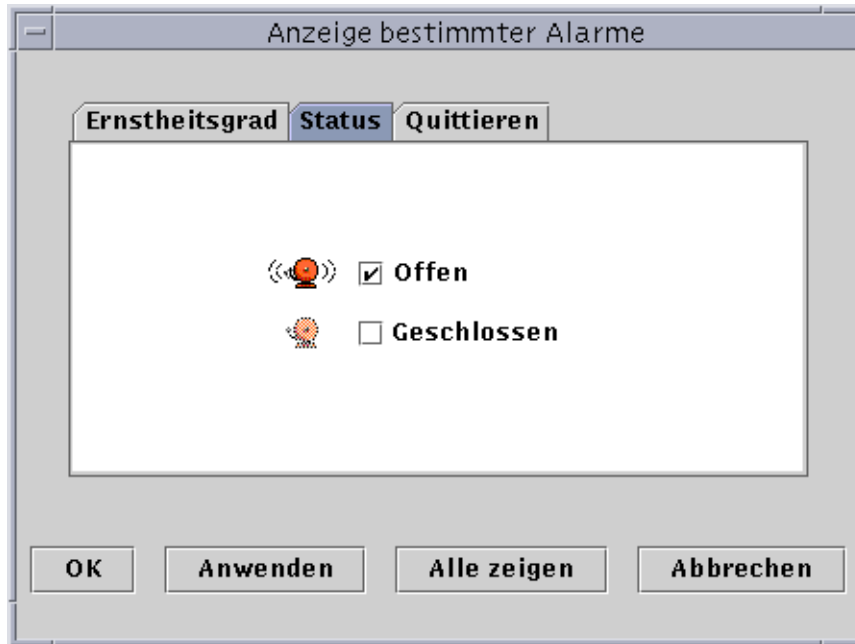 Anzeige bestimmter Alarme
Ernstheitsgrad Status Quittieren
Offen
Geschlossen
OK Anwenden Alle zeigen Abbrechen